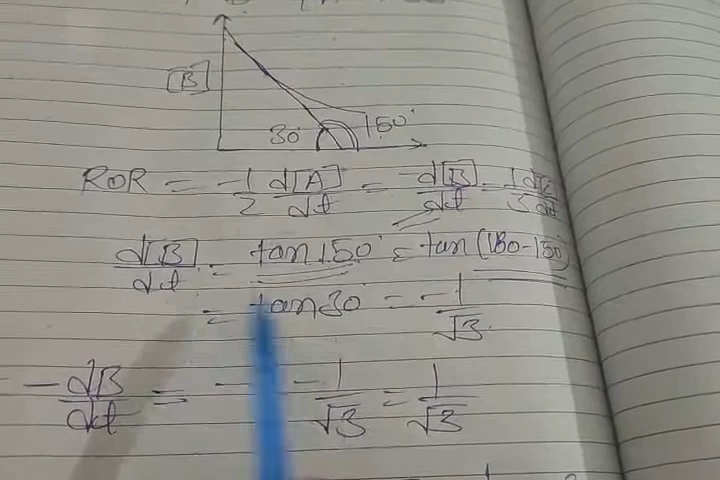 [B]
30° 150°
ROR = -1/2 d[A]/dt = -d[B]/dt = 1/3 d[C]/dt
d[B]/dt = tan 150° = tan(180-150)
= tan 30° = -1/√3
-dB/dt = - -1/√3 = 1/√3